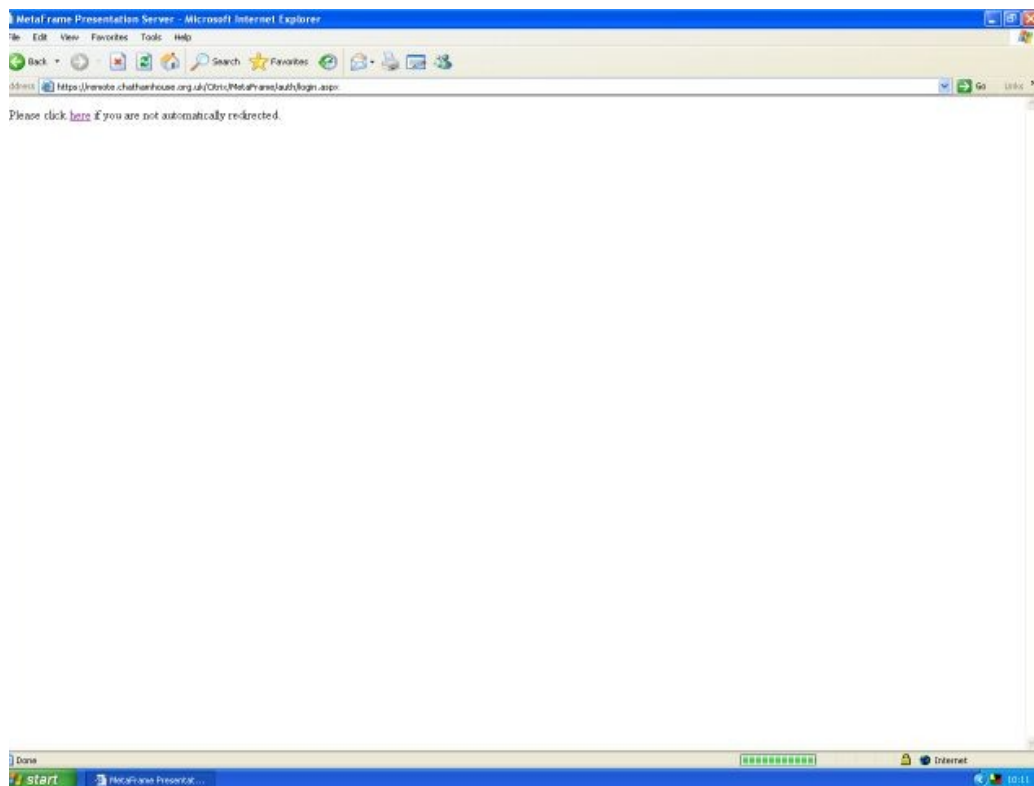 MetaFrame Presentation Server - Microsoft Internet Explorer
File Edit View Favorites Tools Help
Back Search Favorites
Address https://remote.chathamhouse.org.uk/Citrix/MetaFrame/auth/login.aspx Go Links
Please click here if you are not automatically redirected.
Done Internet
start MetaFrame Presentat... 10:11